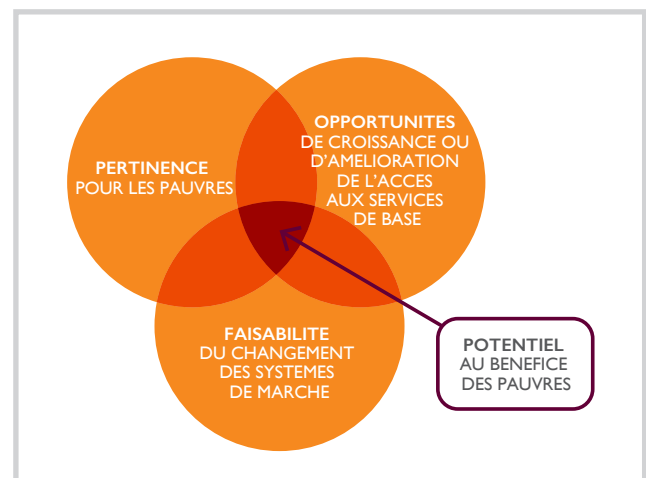 PERTINENCE
POUR LES PAUVRES
OPPORTUNITES
DE CROISSANCE OU
D'AMELIORATION
DE L'ACCES
AUX SERVICES
DE BASE
FAISABILITE
DU CHANGEMENT
DES SYSTEMES
DE MARCHE
POTENTIEL
AU BENEFICE
DES PAUVRES